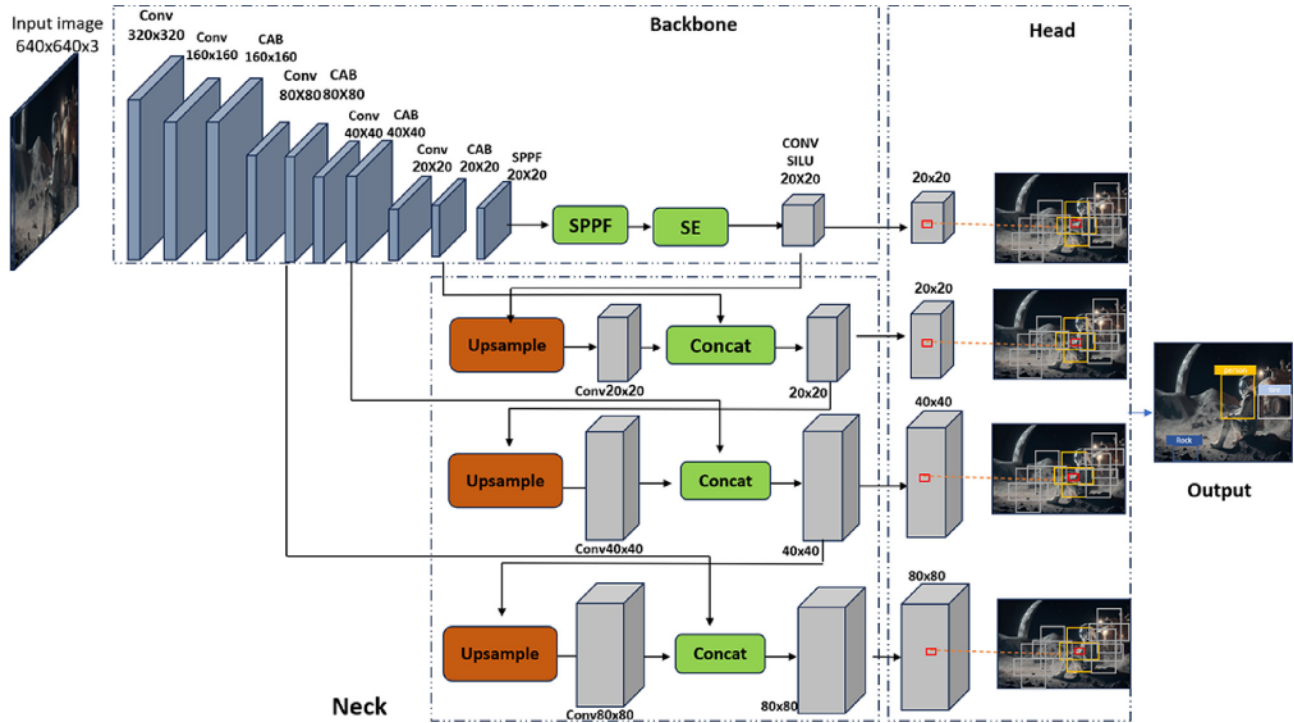 Input image
640x640x3
Backbone
Head
Conv
320x320
Conv
160x160
CAB
160x160
Conv
80X80
CAB
80X80
Conv
40X40
CAB
40X40
Conv
20X20
CAB
20X20
SPPF
20X20
SPPF
SE
CONV
SILU
20X20
20x20
Upsample
Conv20x20
Concat
20x20
20x20
Upsample
Conv40x40
Concat
40x40
40x40
Upsample
Conv80x80
Concat
80x80
80x80
Neck
person
Rock
Output